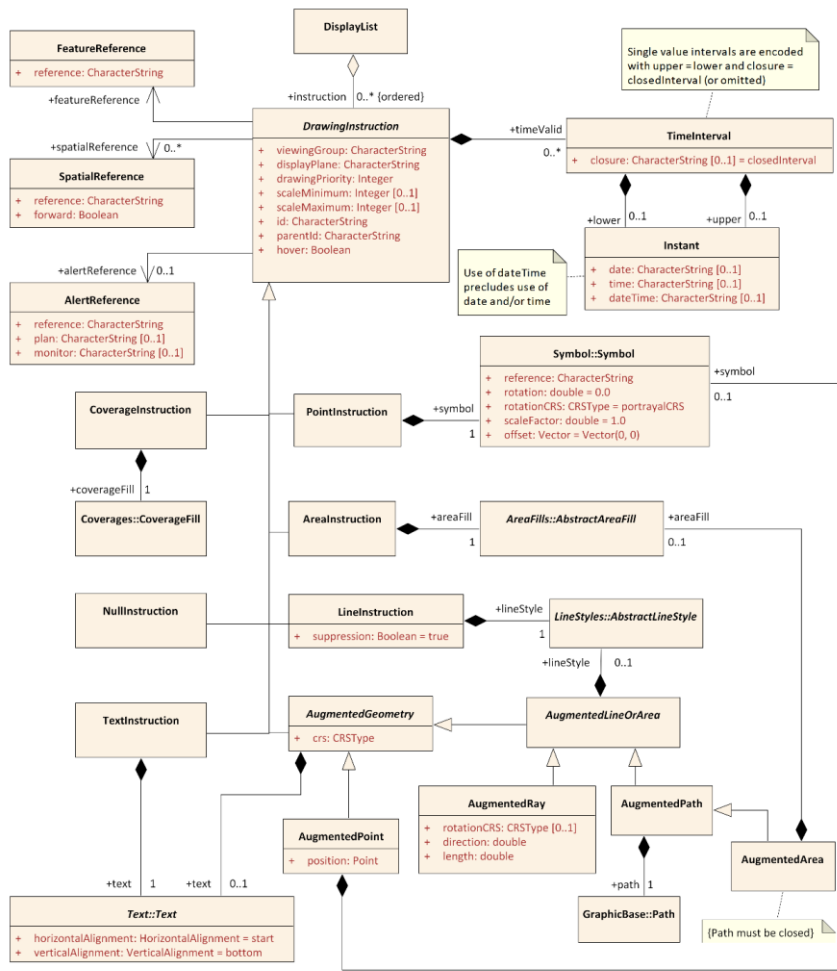 DisplayList
FeatureReference
+ reference: CharacterString
+featureReference
+instruction 0..* {ordered}
Single value intervals are encoded
with upper = lower and closure =
closedInterval (or omitted)
DrawingInstruction
+ viewingGroup: CharacterString
+ displayPlane: CharacterString
+ drawingPriority: Integer
+ scaleMinimum: Integer [0..1]
+ scaleMaximum: Integer [0..1]
+ id: CharacterString
+ parentId: CharacterString
+ hover: Boolean
+timeValid
0..*
TimeInterval
+ closure: CharacterString [0..1] = closedInterval
+spatialReference
0..*
SpatialReference
+ reference: CharacterString
+ forward: Boolean
+lower 0..1
+upper 0..1
Instant
+ date: CharacterString [0..1]
+ time: CharacterString [0..1]
+ dateTime: CharacterString [0..1]
Use of dateTime
precludes use of
date and/or time
+alertReference 0..1
AlertReference
+ reference: CharacterString
+ plan: CharacterString [0..1]
+ monitor: CharacterString [0..1]
Symbol::Symbol
+ reference: CharacterString
+ rotation: double = 0.0
+ rotationCRS: CRSType = portrayalCRS
+ scaleFactor: double = 1.0
+ offset: Vector = Vector(0, 0)
+symbol
0..1
CoverageInstruction
PointInstruction
+symbol
1
+coverageFill 1
Coverages::CoverageFill
AreaInstruction
+areaFill
1
AreaFills::AbstractAreaFill
+areaFill
0..1
NullInstruction
LineInstruction
+ suppression: Boolean = true
+lineStyle
1
LineStyles::AbstractLineStyle
+lineStyle 0..1
TextInstruction
AugmentedGeometry
+ crs: CRSType
AugmentedLineOrArea
AugmentedRay
+ rotationCRS: CRSType [0..1]
+ direction: double
+ length: double
AugmentedPath
AugmentedPoint
+ position: Point
AugmentedArea
+text 1
+text 0..1
+path 1
GraphicBase::Path
{Path must be closed}
Text::Text
+ horizontalAlignment: HorizontalAlignment = start
+ verticalAlignment: VerticalAlignment = bottom